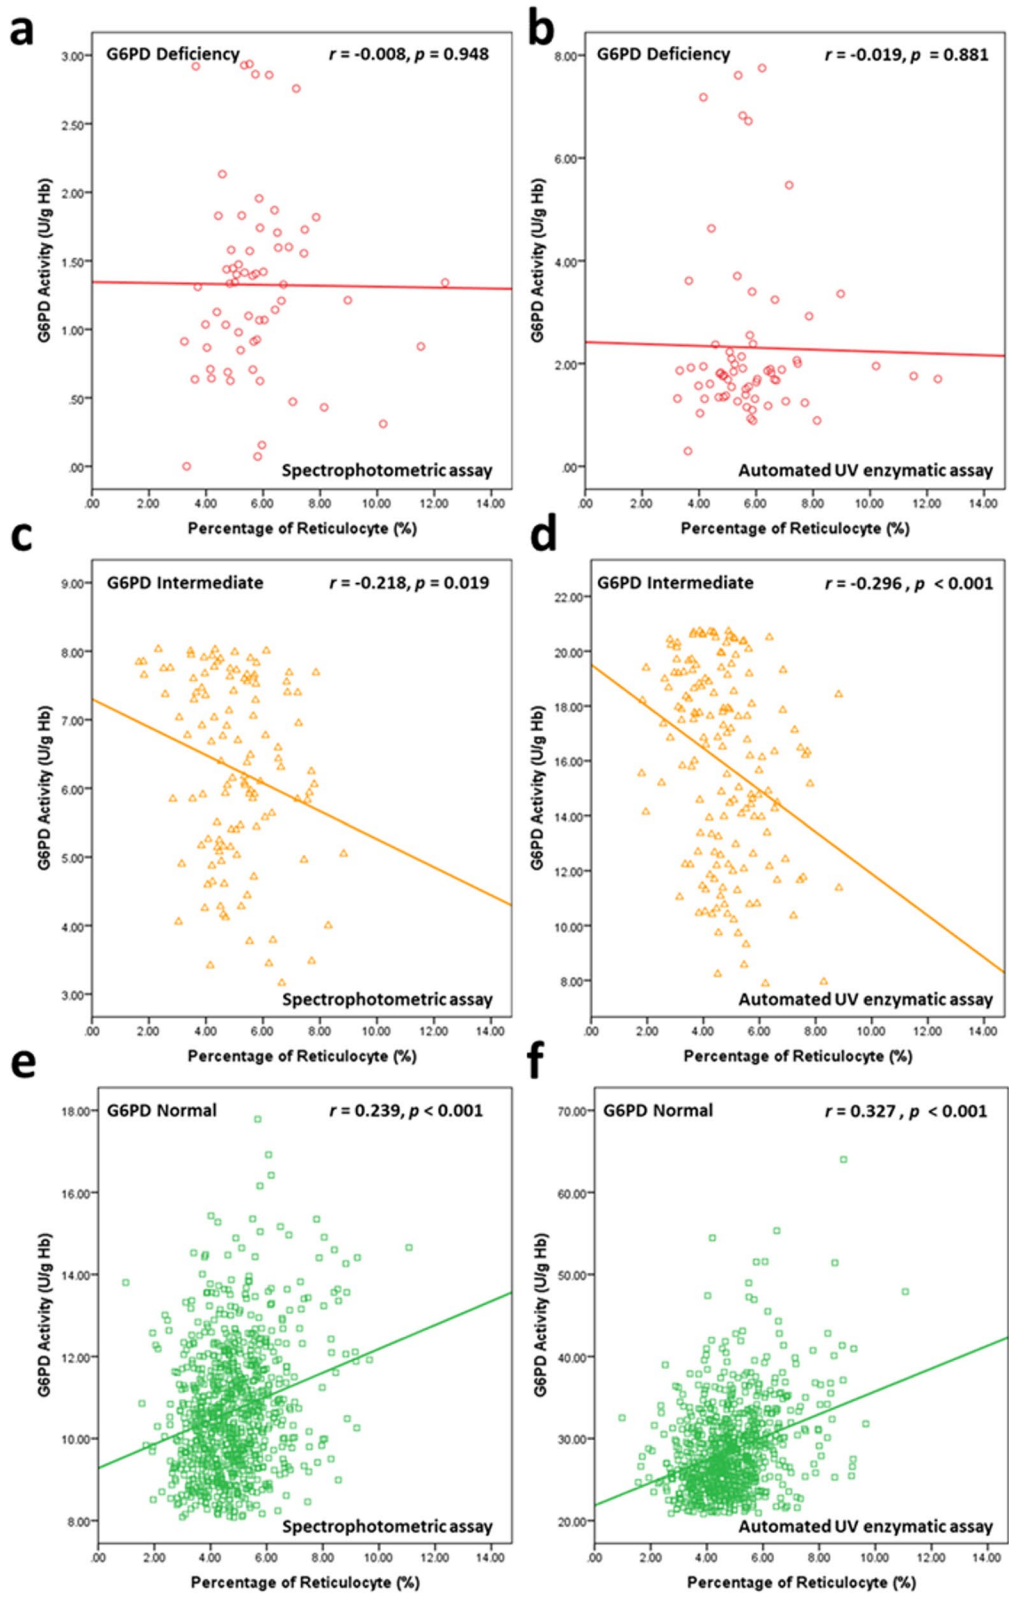 a
G6PD Deficiency r = -0.008, p = 0.948
3.00
2.50
2.00
1.50
1.00
.50
.00
G6PD Activity (U/g Hb)
Spectrophotometric assay
.00 2.00 4.00 6.00 8.00 10.00 12.00 14.00
Percentage of Reticulocyte (%)
b
G6PD Deficiency r = -0.019, p = 0.881
8.00
6.00
4.00
2.00
.00
G6PD Activity (U/g Hb)
Automated UV enzymatic assay
.00 2.00 4.00 6.00 8.00 10.00 12.00 14.00
Percentage of Reticulocyte (%)
c
G6PD Intermediate r = -0.218, p = 0.019
9.00
8.00
7.00
6.00
5.00
4.00
3.00
G6PD Activity (U/g Hb)
Spectrophotometric assay
.00 2.00 4.00 6.00 8.00 10.00 12.00 14.00
Percentage of Reticulocyte (%)
d
G6PD Intermediate r = -0.296 , p < 0.001
22.00
20.00
18.00
16.00
14.00
12.00
10.00
8.00
G6PD Activity (U/g Hb)
Automated UV enzymatic assay
.00 2.00 4.00 6.00 8.00 10.00 12.00 14.00
Percentage of Reticulocyte (%)
e
G6PD Normal r = 0.239, p < 0.001
18.00
16.00
14.00
12.00
10.00
8.00
G6PD Activity (U/g Hb)
Spectrophotometric assay
.00 2.00 4.00 6.00 8.00 10.00 12.00 14.00
Percentage of Reticulocyte (%)
f
G6PD Normal r = 0.327 , p < 0.001
70.00
60.00
50.00
40.00
30.00
20.00
G6PD Activity (U/g Hb)
Automated UV enzymatic assay
.00 2.00 4.00 6.00 8.00 10.00 12.00 14.00
Percentage of Reticulocyte (%)